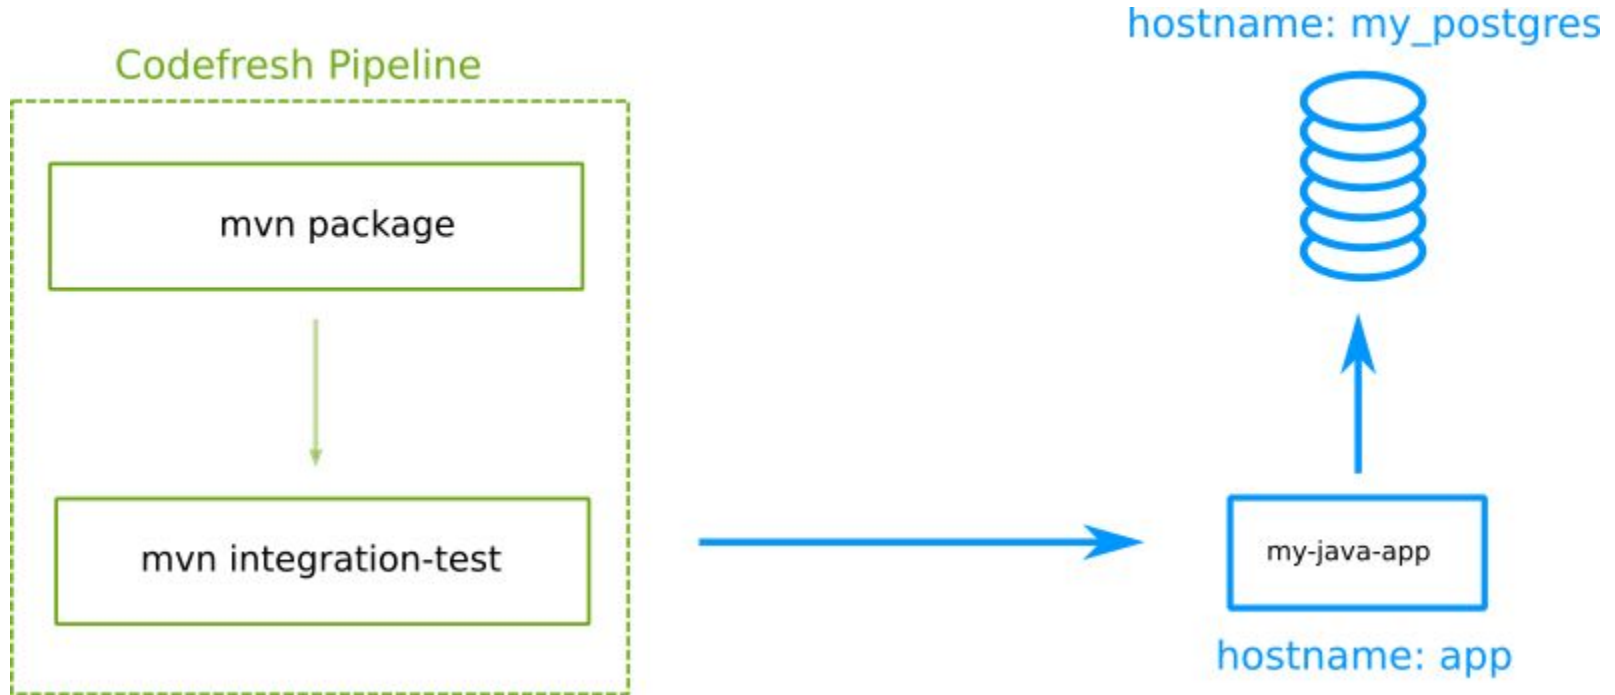 Codefresh Pipeline
mvn package
mvn integration-test
hostname: my_postgres
my-java-app
hostname: app